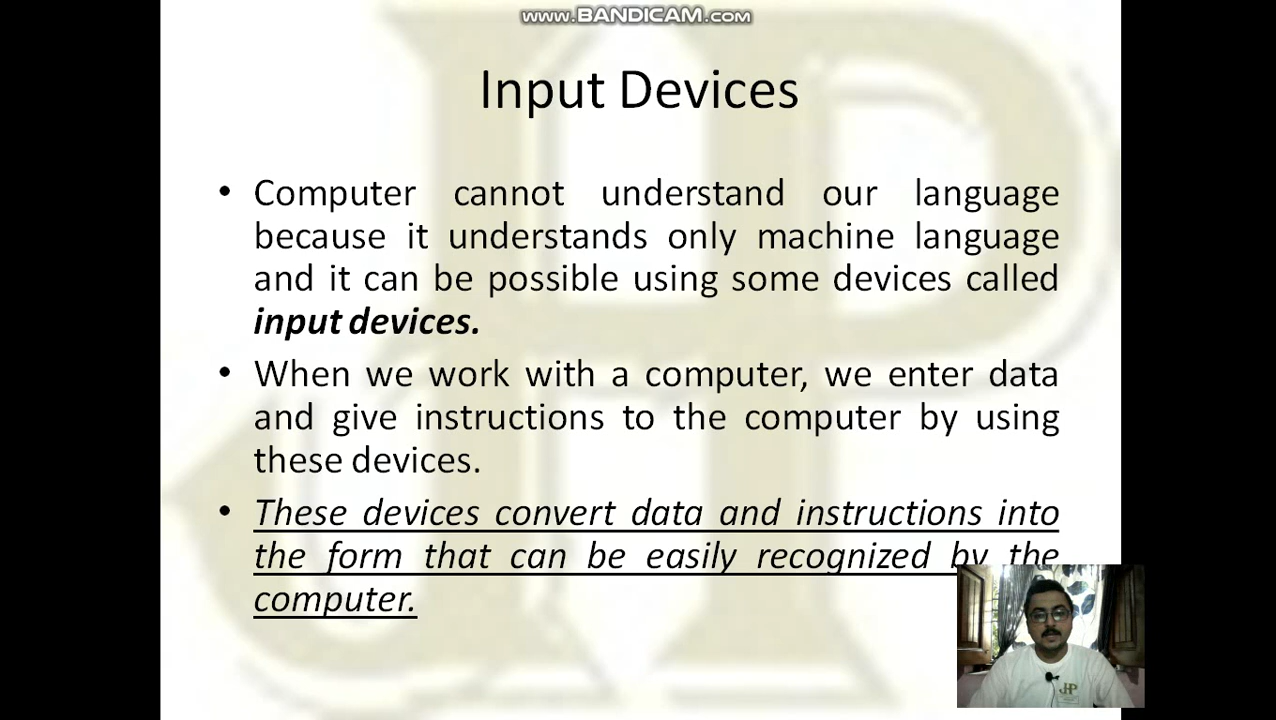 www.BANDICAM.com
Input Devices
• Computer cannot understand our language
because it understands only machine language
and it can be possible using some devices called
input devices.
• When we work with a computer, we enter data
and give instructions to the computer by using
these devices.
• These devices convert data and instructions into
the form that can be easily recognized by the
computer.
JHP